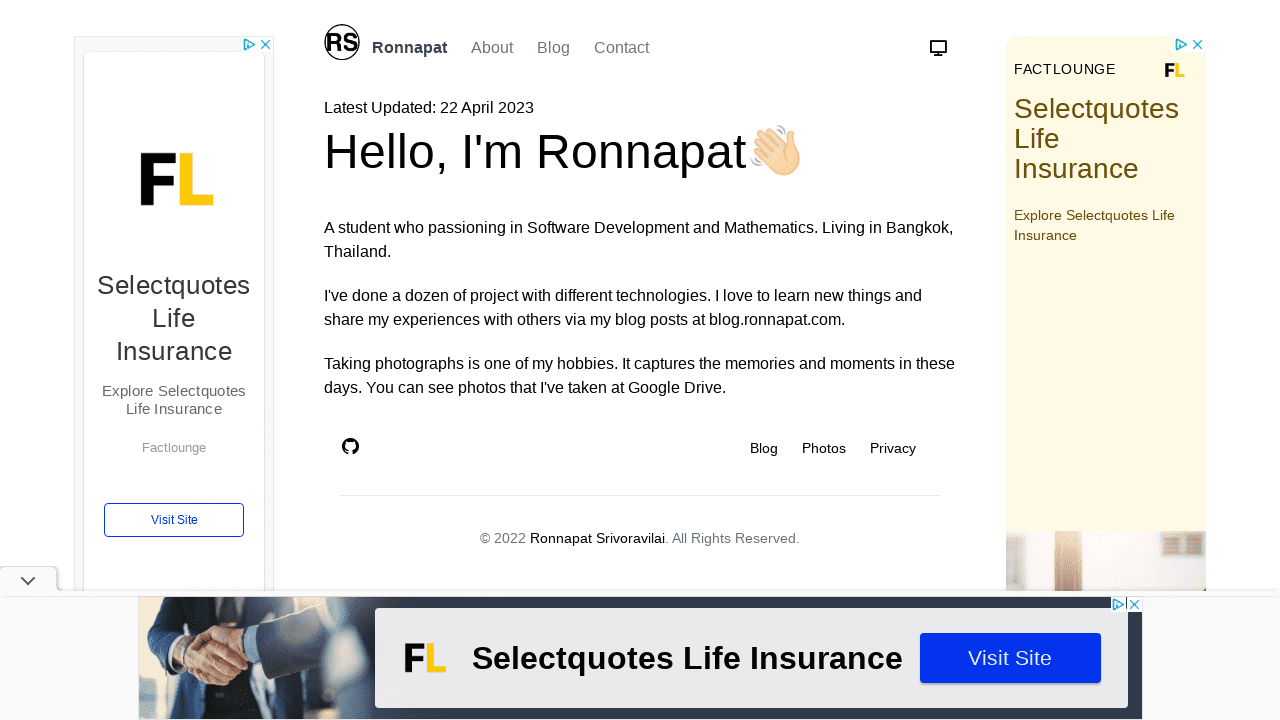 RS
Ronnapat
About
Blog
Contact
Latest Updated: 22 April 2023
Hello, I'm Ronnapat👋🏻
A student who passioning in Software Development and Mathematics. Living in Bangkok,
Thailand.
I've done a dozen of project with different technologies. I love to learn new things and
share my experiences with others via my blog posts at blog.ronnapat.com.
Taking photographs is one of my hobbies. It captures the memories and moments in these
days. You can see photos that I've taken at Google Drive.
Blog
Photos
Privacy
© 2022 Ronnapat Srivoravilai. All Rights Reserved.
FL
Selectquotes
Life
Insurance
Explore Selectquotes
Life Insurance
Factlounge
Visit Site
FACTLOUNGE
FL
Selectquotes
Life
Insurance
Explore Selectquotes Life
Insurance
FL
Selectquotes Life Insurance
Visit Site